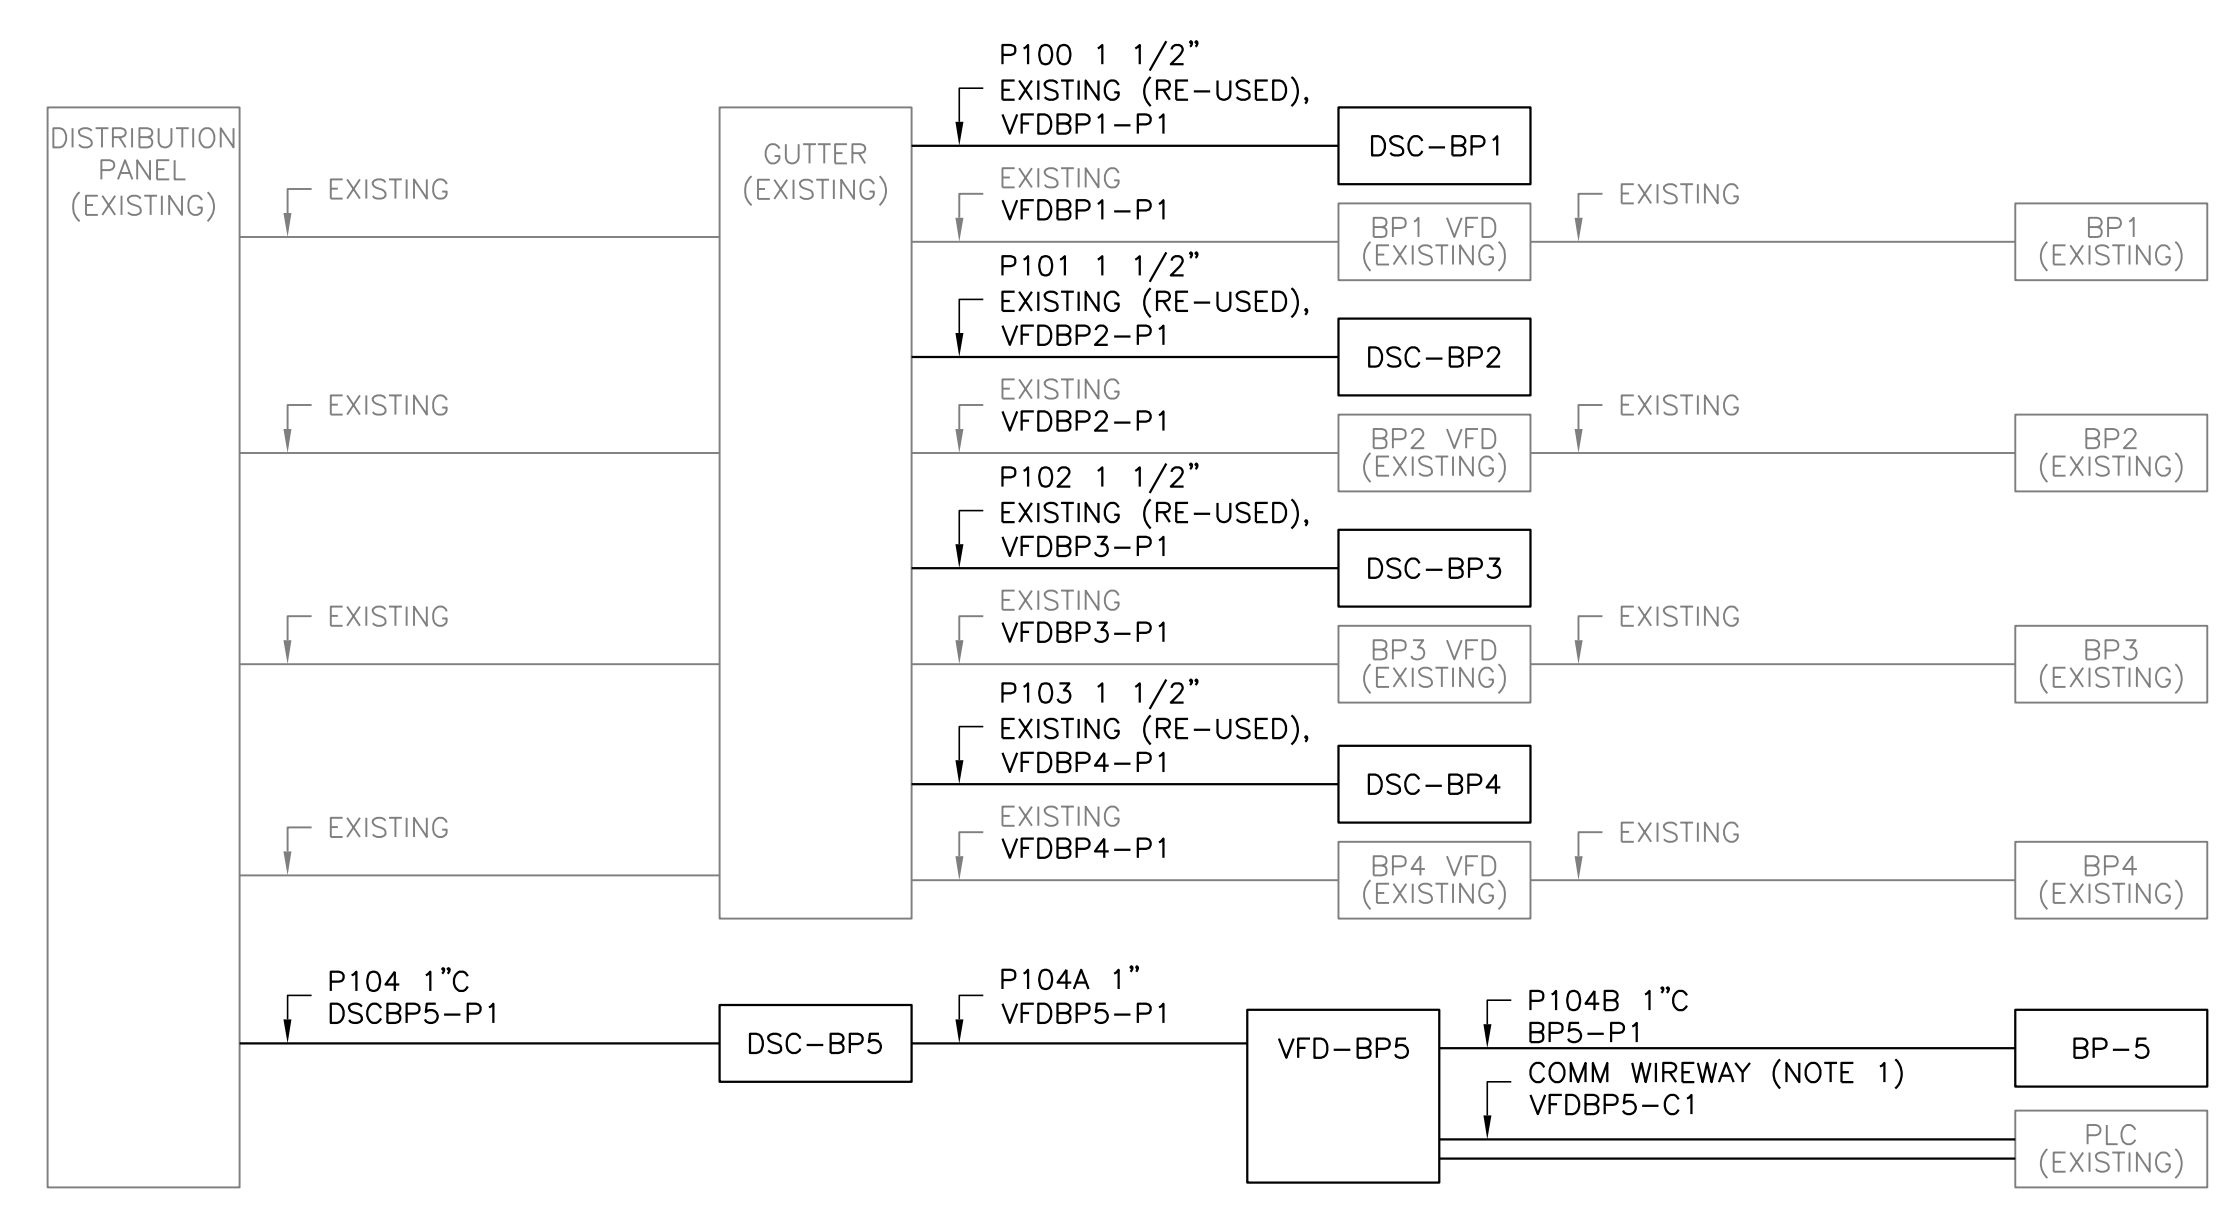 DISTRIBUTION
PANEL
(EXISTING)
EXISTING
EXISTING
EXISTING
EXISTING
GUTTER
(EXISTING)
P100 1 1/2"
EXISTING (RE-USED),
VFDBP1-P1
DSC-BP1
EXISTING
VFDBP1-P1
BP1 VFD
(EXISTING)
EXISTING
BP1
(EXISTING)
P101 1 1/2"
EXISTING (RE-USED),
VFDBP2-P1
DSC-BP2
EXISTING
VFDBP2-P1
BP2 VFD
(EXISTING)
EXISTING
BP2
(EXISTING)
P102 1 1/2"
EXISTING (RE-USED),
VFDBP3-P1
DSC-BP3
EXISTING
VFDBP3-P1
BP3 VFD
(EXISTING)
EXISTING
BP3
(EXISTING)
P103 1 1/2"
EXISTING (RE-USED),
VFDBP4-P1
DSC-BP4
EXISTING
VFDBP4-P1
BP4 VFD
(EXISTING)
EXISTING
BP4
(EXISTING)
P104 1"C
DSCBP5-P1
DSC-BP5
P104A 1"
VFDBP5-P1
VFD-BP5
P104B 1"C
BP5-P1
BP-5
COMM WIREWAY (NOTE 1)
VFDBP5-C1
PLC
(EXISTING)